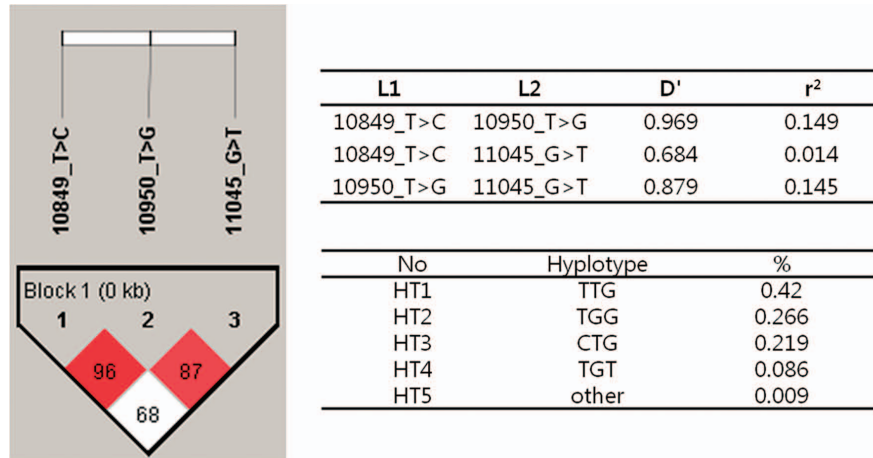 10849_T>C
10950_T>G
11045_G>T
Block 1 (0 kb)
1 2 3
96 87
68
L1 L2 D' r²
10849_T>C 10950_T>G 0.969 0.149
10849_T>C 11045_G>T 0.684 0.014
10950_T>G 11045_G>T 0.879 0.145
No Hyplotype %
HT1 TTG 0.42
HT2 TGG 0.266
HT3 CTG 0.219
HT4 TGT 0.086
HT5 other 0.009